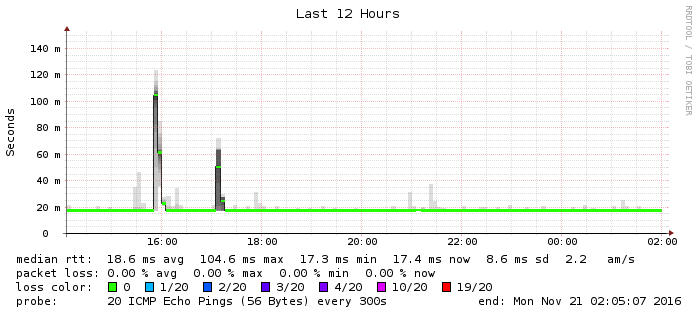 Last 12 Hours
RRDTOOL / TOBI OETIKER
Seconds
140 m
120 m
100 m
80 m
60 m
40 m
20 m
0
16:00 18:00 20:00 22:00 00:00 02:00
median rtt: 18.6 ms avg 104.6 ms max 17.3 ms min 17.4 ms now 8.6 ms sd 2.2 am/s
packet loss: 0.00 % avg 0.00 % max 0.00 % min 0.00 % now
loss color: 0 1/20 2/20 3/20 4/20 10/20 19/20
probe: 20 ICMP Echo Pings (56 Bytes) every 300s end: Mon Nov 21 02:05:07 2016